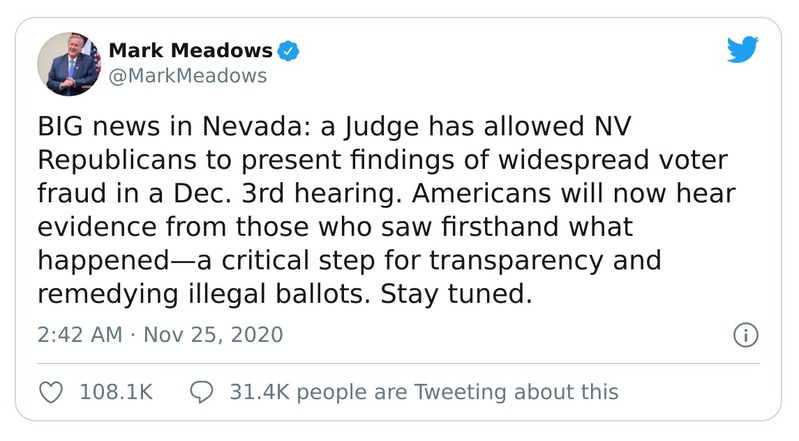 Mark Meadows
@MarkMeadows
BIG news in Nevada: a Judge has allowed NV
Republicans to present findings of widespread voter
fraud in a Dec. 3rd hearing. Americans will now hear
evidence from those who saw firsthand what
happened—a critical step for transparency and
remedying illegal ballots. Stay tuned.
2:42 AM · Nov 25, 2020
108.1K 31.4K people are Tweeting about this